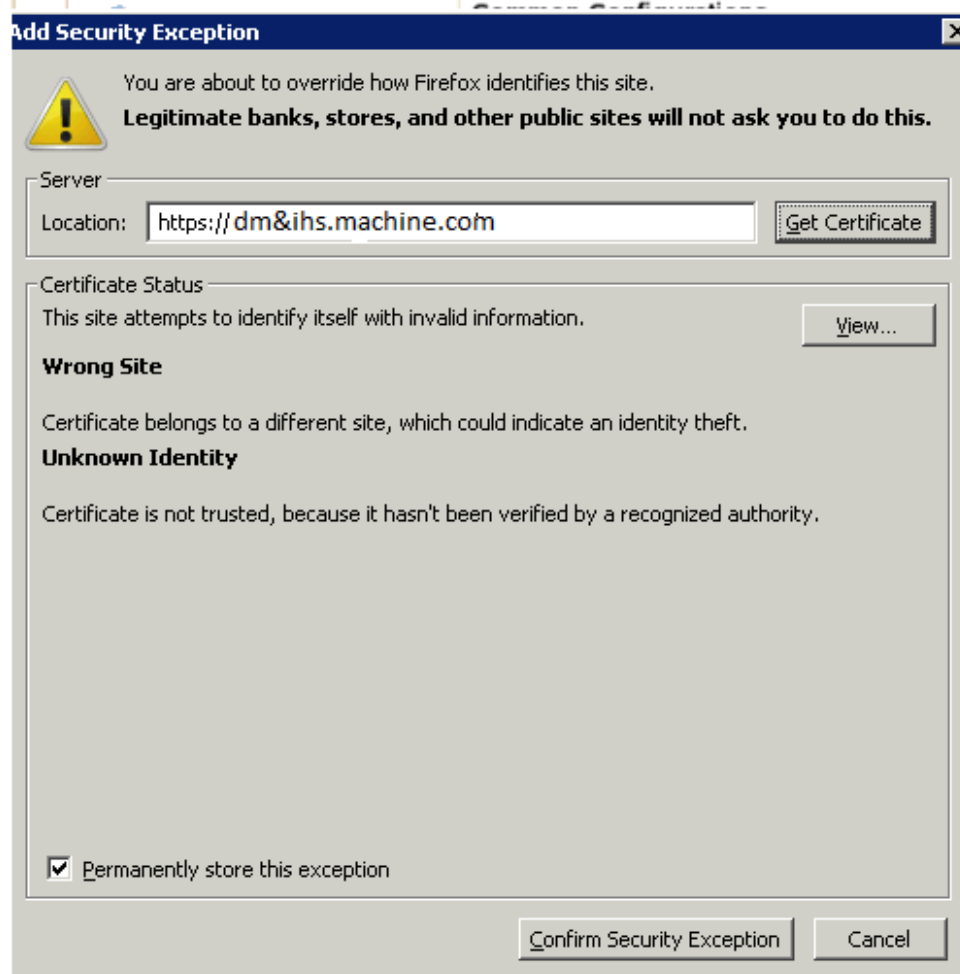 Common Configurations
Add Security Exception
You are about to override how Firefox identifies this site.
Legitimate banks, stores, and other public sites will not ask you to do this.
Server
Location: https://dm&ihs.machine.com Get Certificate
Certificate Status
This site attempts to identify itself with invalid information.
View...
Wrong Site
Certificate belongs to a different site, which could indicate an identity theft.
Unknown Identity
Certificate is not trusted, because it hasn't been verified by a recognized authority.
Permanently store this exception
Confirm Security Exception Cancel